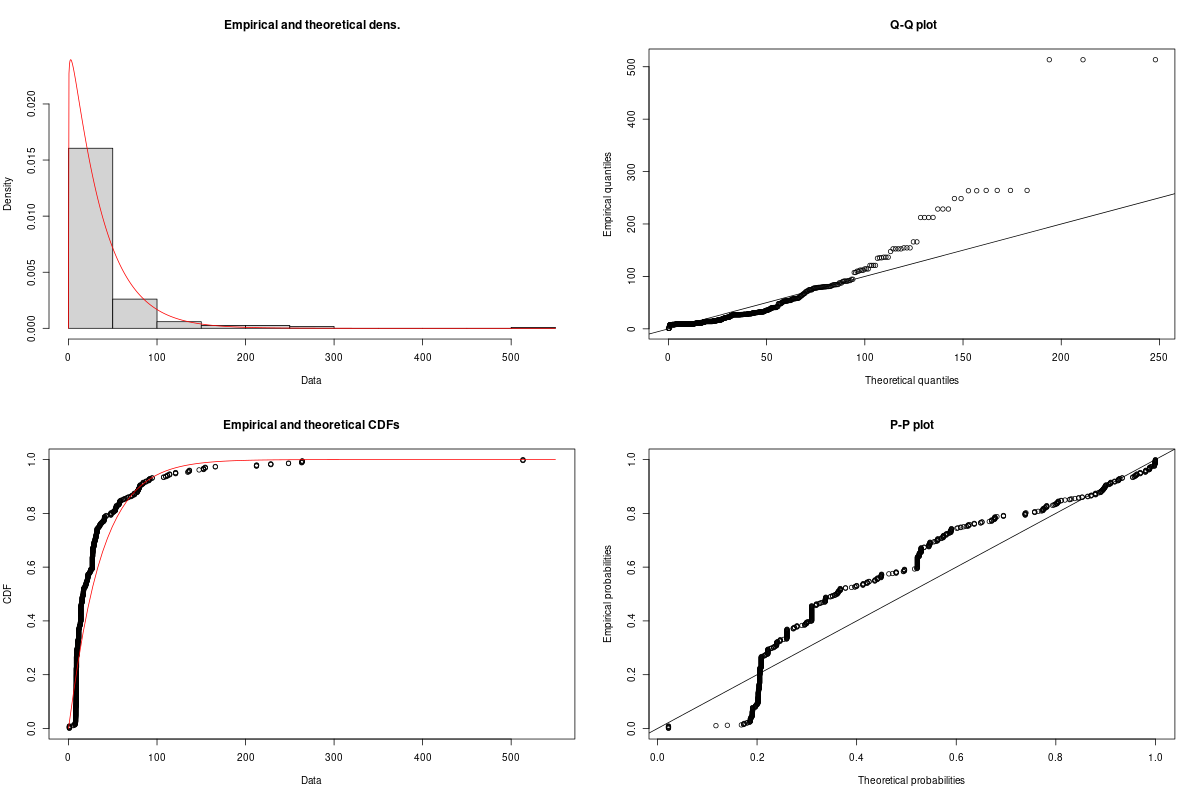 Empirical and theoretical dens.
Density
0.000 0.005 0.010 0.015 0.020
0 100 200 300 400 500
Data
Q-Q plot
Empirical quantiles
0 100 200 300 400 500
0 50 100 150 200 250
Theoretical quantiles
Empirical and theoretical CDFs
CDF
0.0 0.2 0.4 0.6 0.8 1.0
0 100 200 300 400 500
Data
P-P plot
Empirical probabilities
0.0 0.2 0.4 0.6 0.8 1.0
0.0 0.2 0.4 0.6 0.8 1.0
Theoretical probabilities